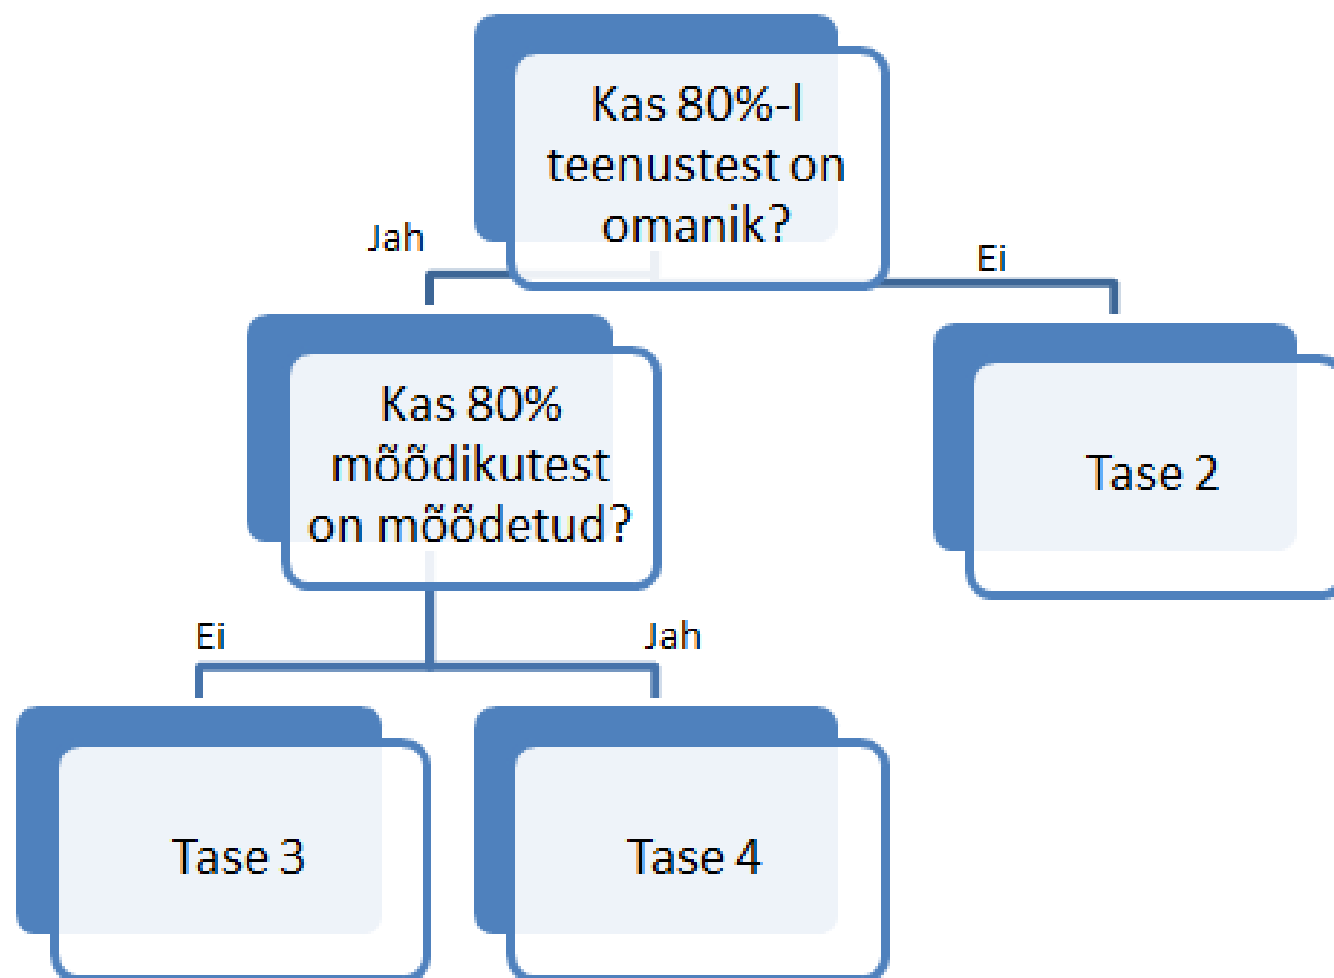 Kas 80%-l
teenustest on
omanik?
Jah
Ei
Kas 80%
mõõdikutest
on mõõdetud?
Tase 2
Ei
Jah
Tase 3
Tase 4